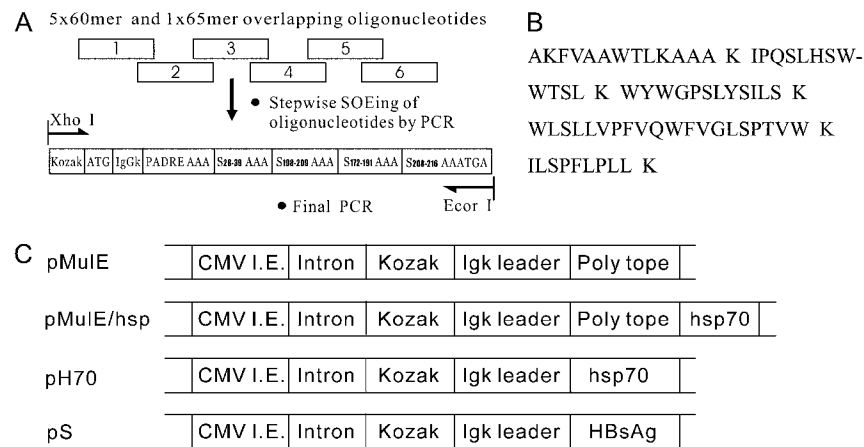 A
5x60mer and 1x65mer overlapping oligonucleotides
1 3 5
2 4 6
● Stepwise SOEing of
oligonucleotides by PCR
Xho I
Kozak ATG IgGk PADRE AAA S26-39 AAA S198-209 AAA S172-191 AAA S208-216 AAATGA
● Final PCR
Ecor I
B
AKFVAAWTLKAAA K IPQSLHSW-
WTSL K WYWGPSLYSILS K
WLSLLVPFVQWFVGLSPTVW K
ILSPFLPLL K
C
pMulE CMV I.E. Intron Kozak Igk leader Poly tope
pMulE/hsp CMV I.E. Intron Kozak Igk leader Poly tope hsp70
pH70 CMV I.E. Intron Kozak Igk leader hsp70
pS CMV I.E. Intron Kozak Igk leader HBsAg